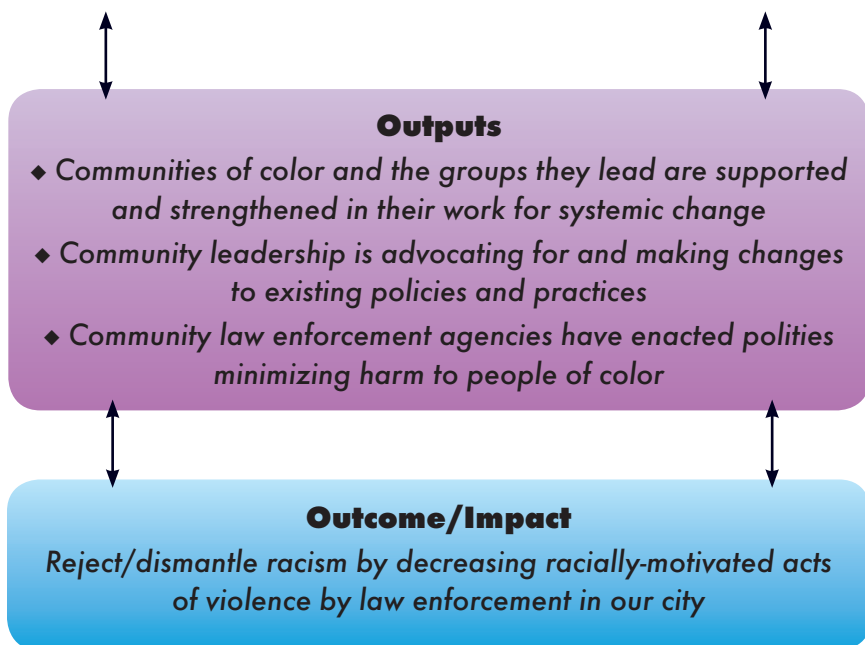 Outputs
◆ Communities of color and the groups they lead are supported
and strengthened in their work for systemic change
◆ Community leadership is advocating for and making changes
to existing policies and practices
◆ Community law enforcement agencies have enacted polities
minimizing harm to people of color
Outcome/Impact
Reject/dismantle racism by decreasing racially-motivated acts
of violence by law enforcement in our city